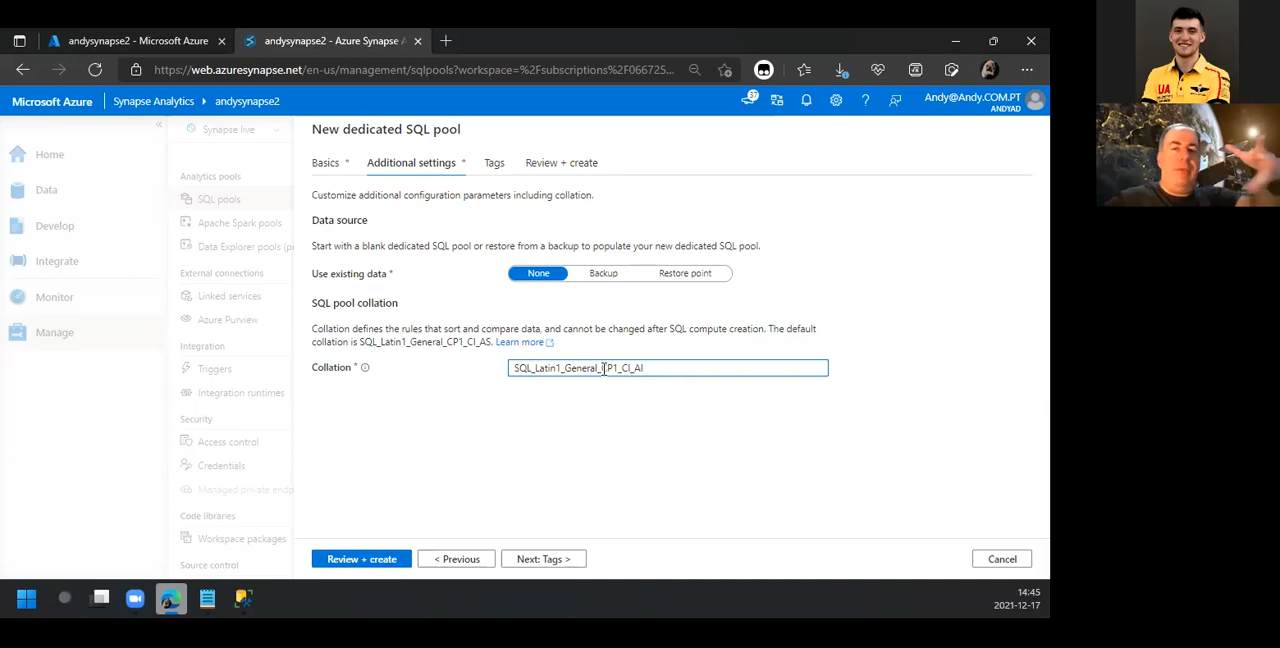 andysynapse2 - Microsoft Azure
andysynapse2 - Azure Synapse A
https://web.azuresynapse.net/en-us/management/sqlpools?workspace=%2Fsubscriptions%2F066725...
Microsoft Azure
Synapse Analytics
andysynapse2
37
Andy@Andy.COM.PT
ANDYAD
Synapse live
Home
Data
Develop
Integrate
Monitor
Manage
Analytics pools
SQL pools
Apache Spark pools
Data Explorer pools (p
External connections
Linked services
Azure Purview
Integration
Triggers
Integration runtimes
Security
Access control
Credentials
Managed private endp
Code libraries
Workspace packages
Source control
New dedicated SQL pool
Basics *
Additional settings *
Tags
Review + create
Customize additional configuration parameters including collation.
Data source
Start with a blank dedicated SQL pool or restore from a backup to populate your new dedicated SQL pool.
Use existing data *
None
Backup
Restore point
SQL pool collation
Collation defines the rules that sort and compare data, and cannot be changed after SQL compute creation. The default
collation is SQL_Latin1_General_CP1_CI_AS. Learn more
Collation *
SQL_Latin1_General_CP1_CI_AI
Review + create
< Previous
Next: Tags >
Cancel
14:45
2021-12-17
UA